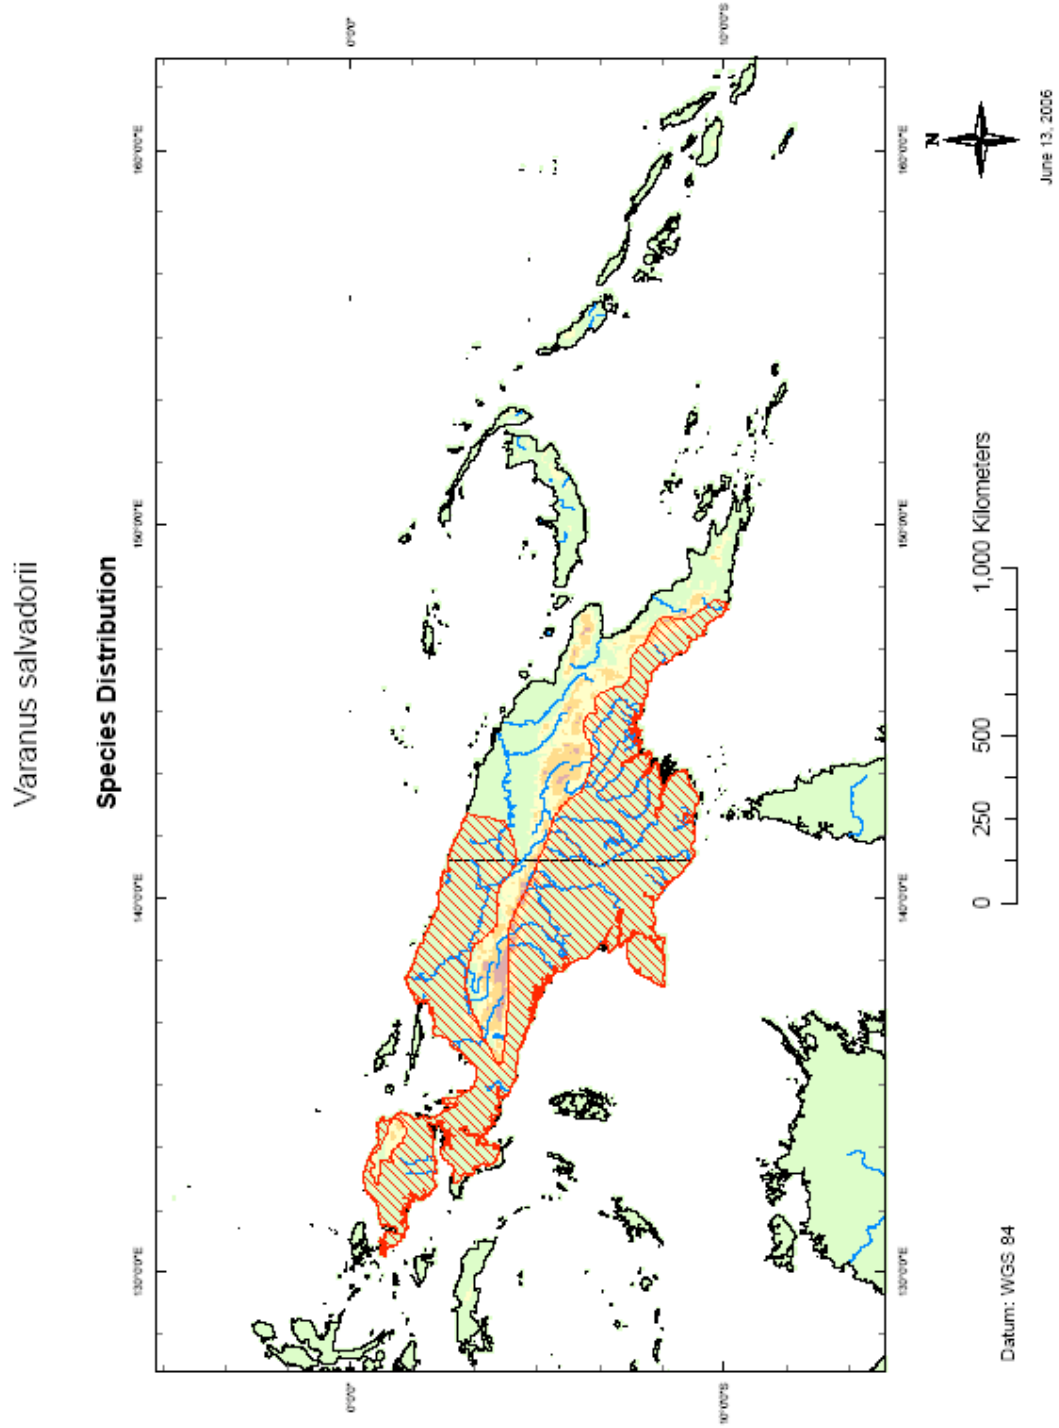 Varanus salvadorii
Species Distribution
130°0'0"E
140°0'0"E
150°0'0"E
160°0'0"E
0°0'0"
0°0'0"
10°0'0"S
10°0'0"S
130°0'0"E
140°0'0"E
150°0'0"E
160°0'0"E
N
Datum: WGS 84
0 250 500 1,000 Kilometers
June 13, 2006